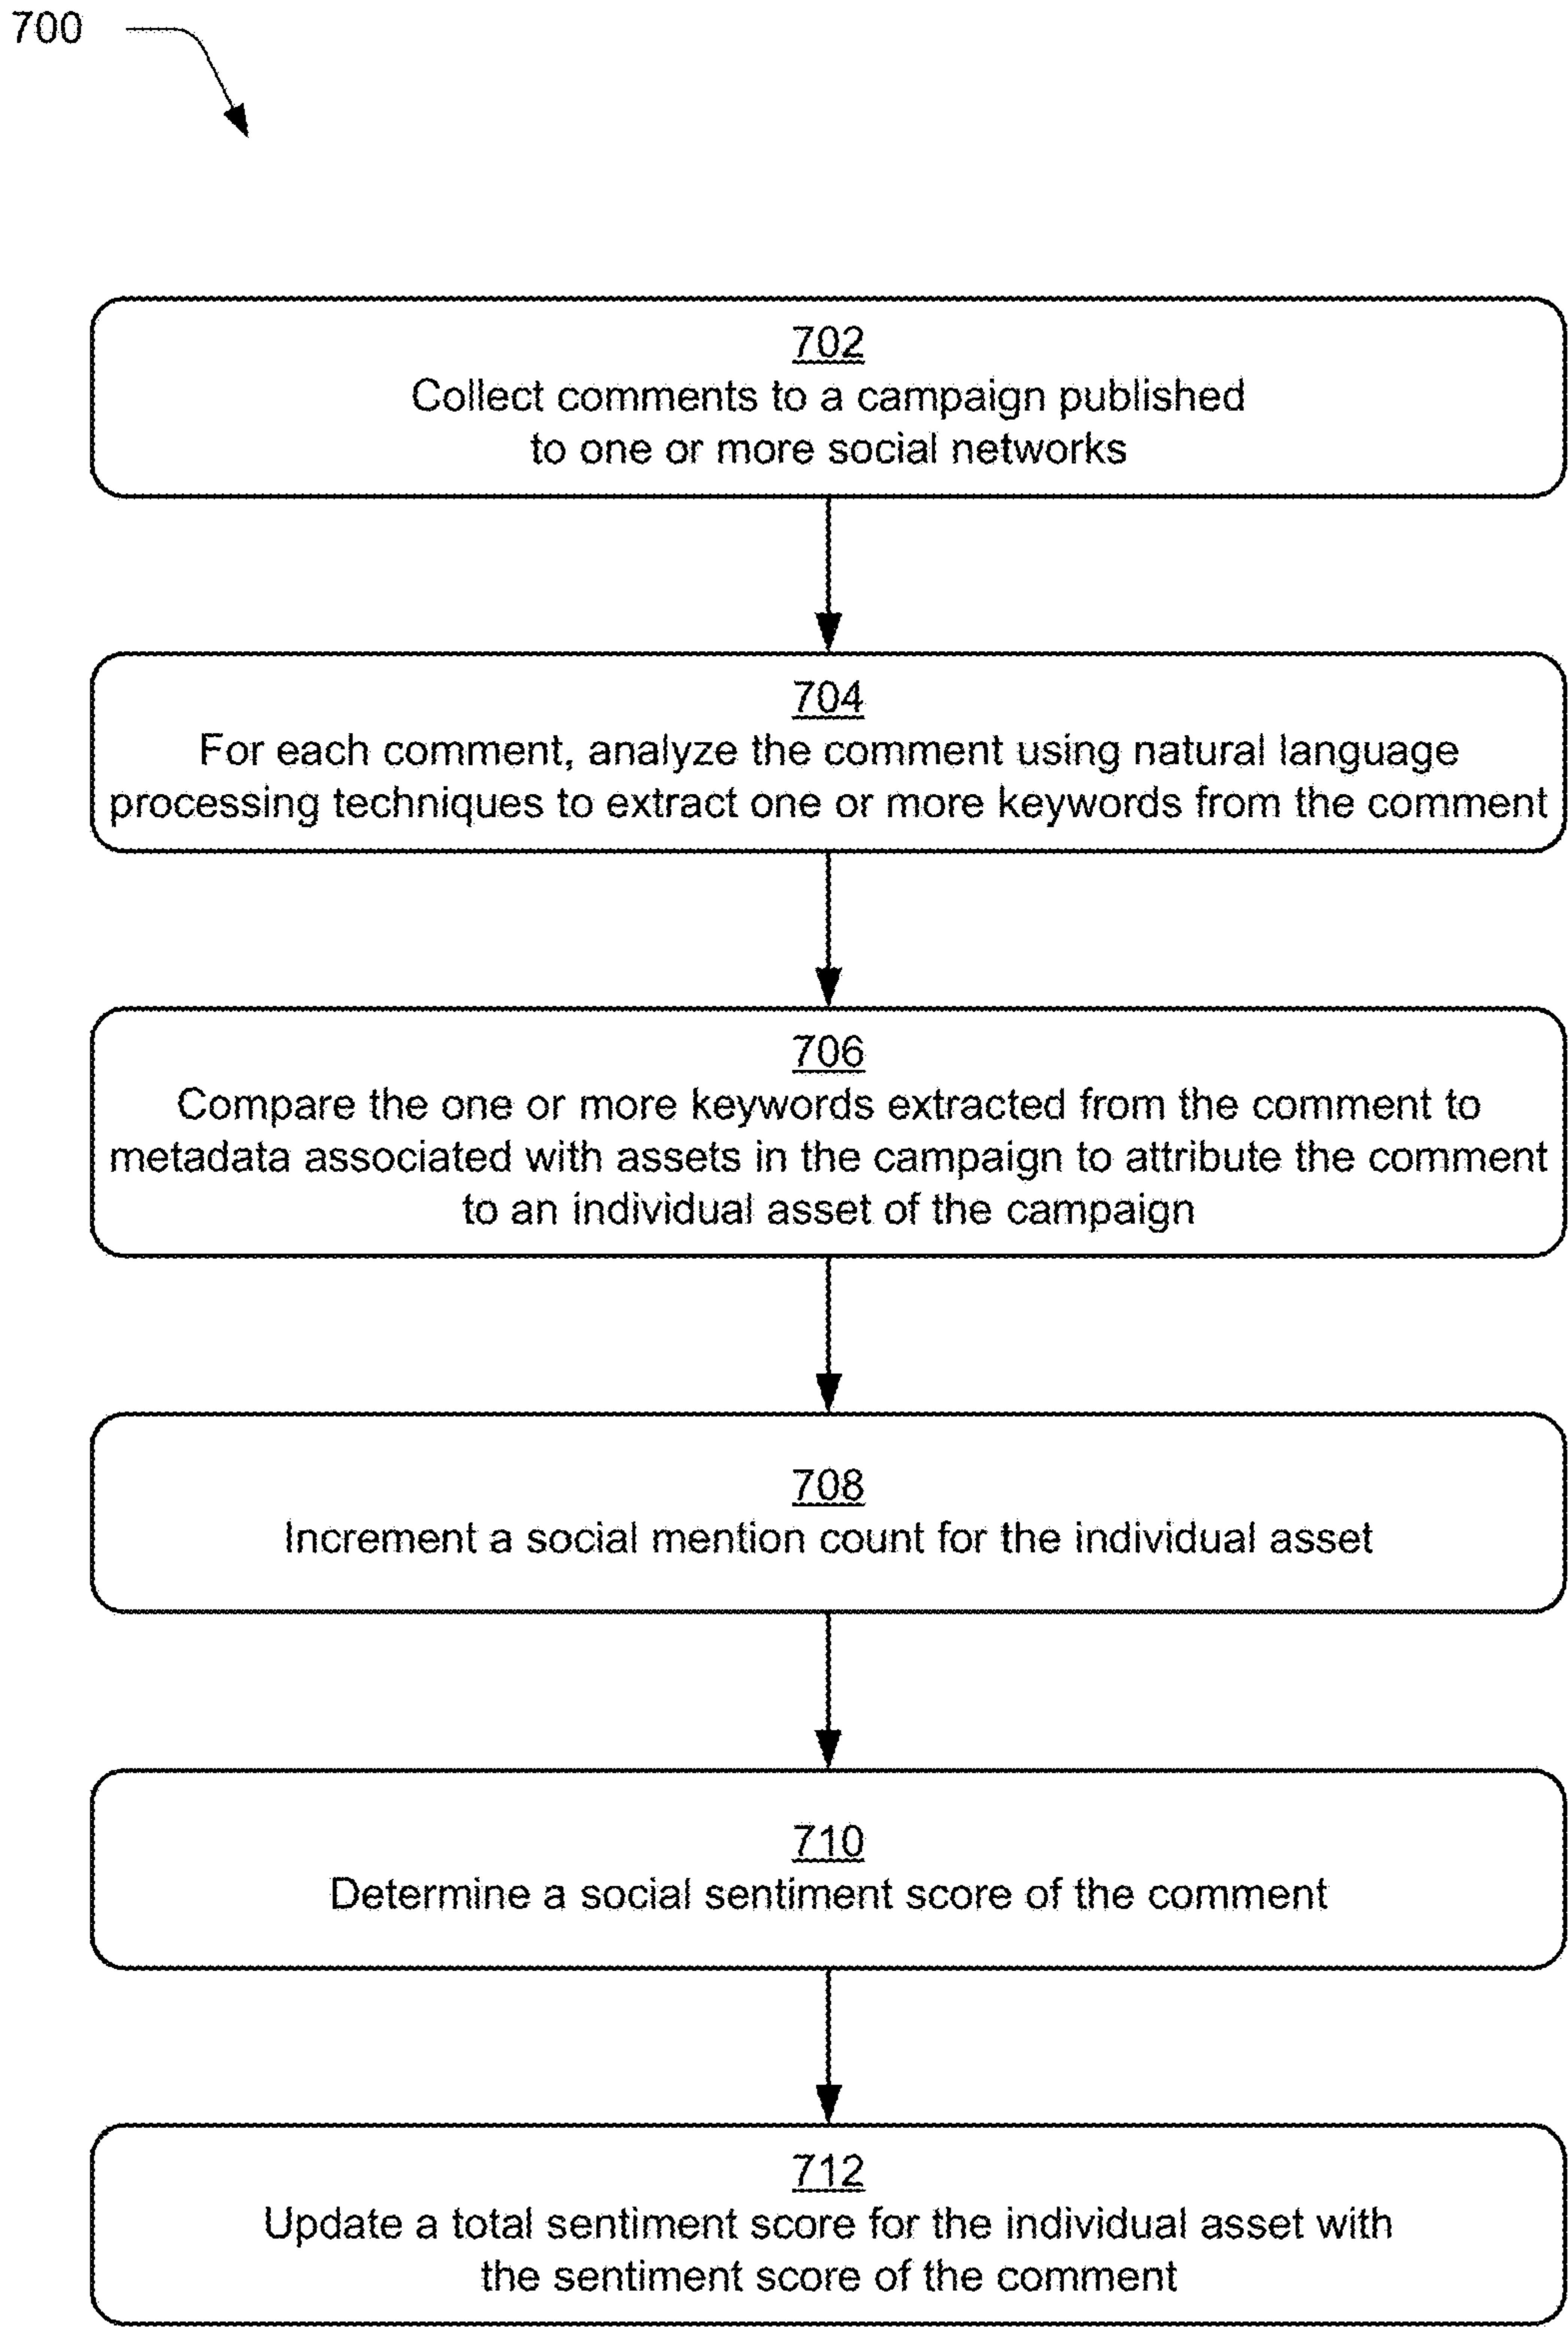 700
702
Collect comments to a campaign published
to one or more social networks
704
For each comment, analyze the comment using natural language
processing techniques to extract one or more keywords from the comment
706
Compare the one or more keywords extracted from the comment to
metadata associated with assets in the campaign to attribute the comment
to an individual asset of the campaign
708
Increment a social mention count for the individual asset
710
Determine a social sentiment score of the comment
712
Update a total sentiment score for the individual asset with
the sentiment score of the comment